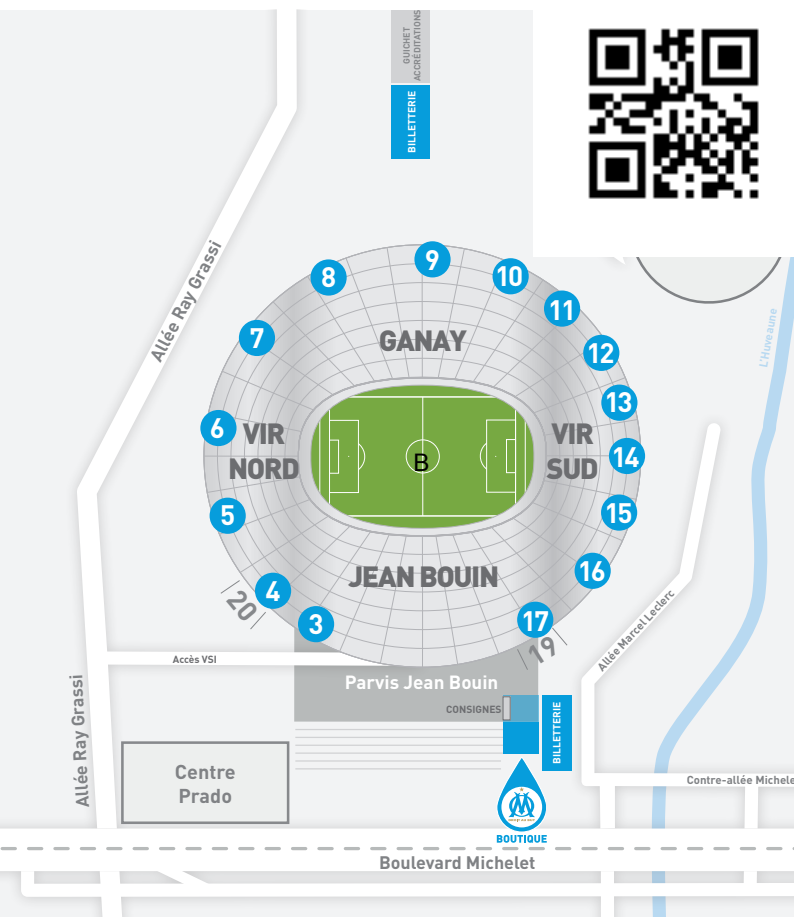 GUICHET
ACCRÉDITATIONS
BILLETTERIE
Allée Ray Grassi
9
8
10
11
7
GANAY
12
L'Huveaune
13
6
VIR
NORD
B
VIR
SUD
14
5
15
JEAN BOUIN
16
4
20
3
17
19
Allée Marcel Leclerc
Accès VSI
Parvis Jean Bouin
CONSIGNES
BILLETTERIE
Allée Ray Grassi
Centre
Prado
Contre-allée Michele
BOUTIQUE
Boulevard Michelet